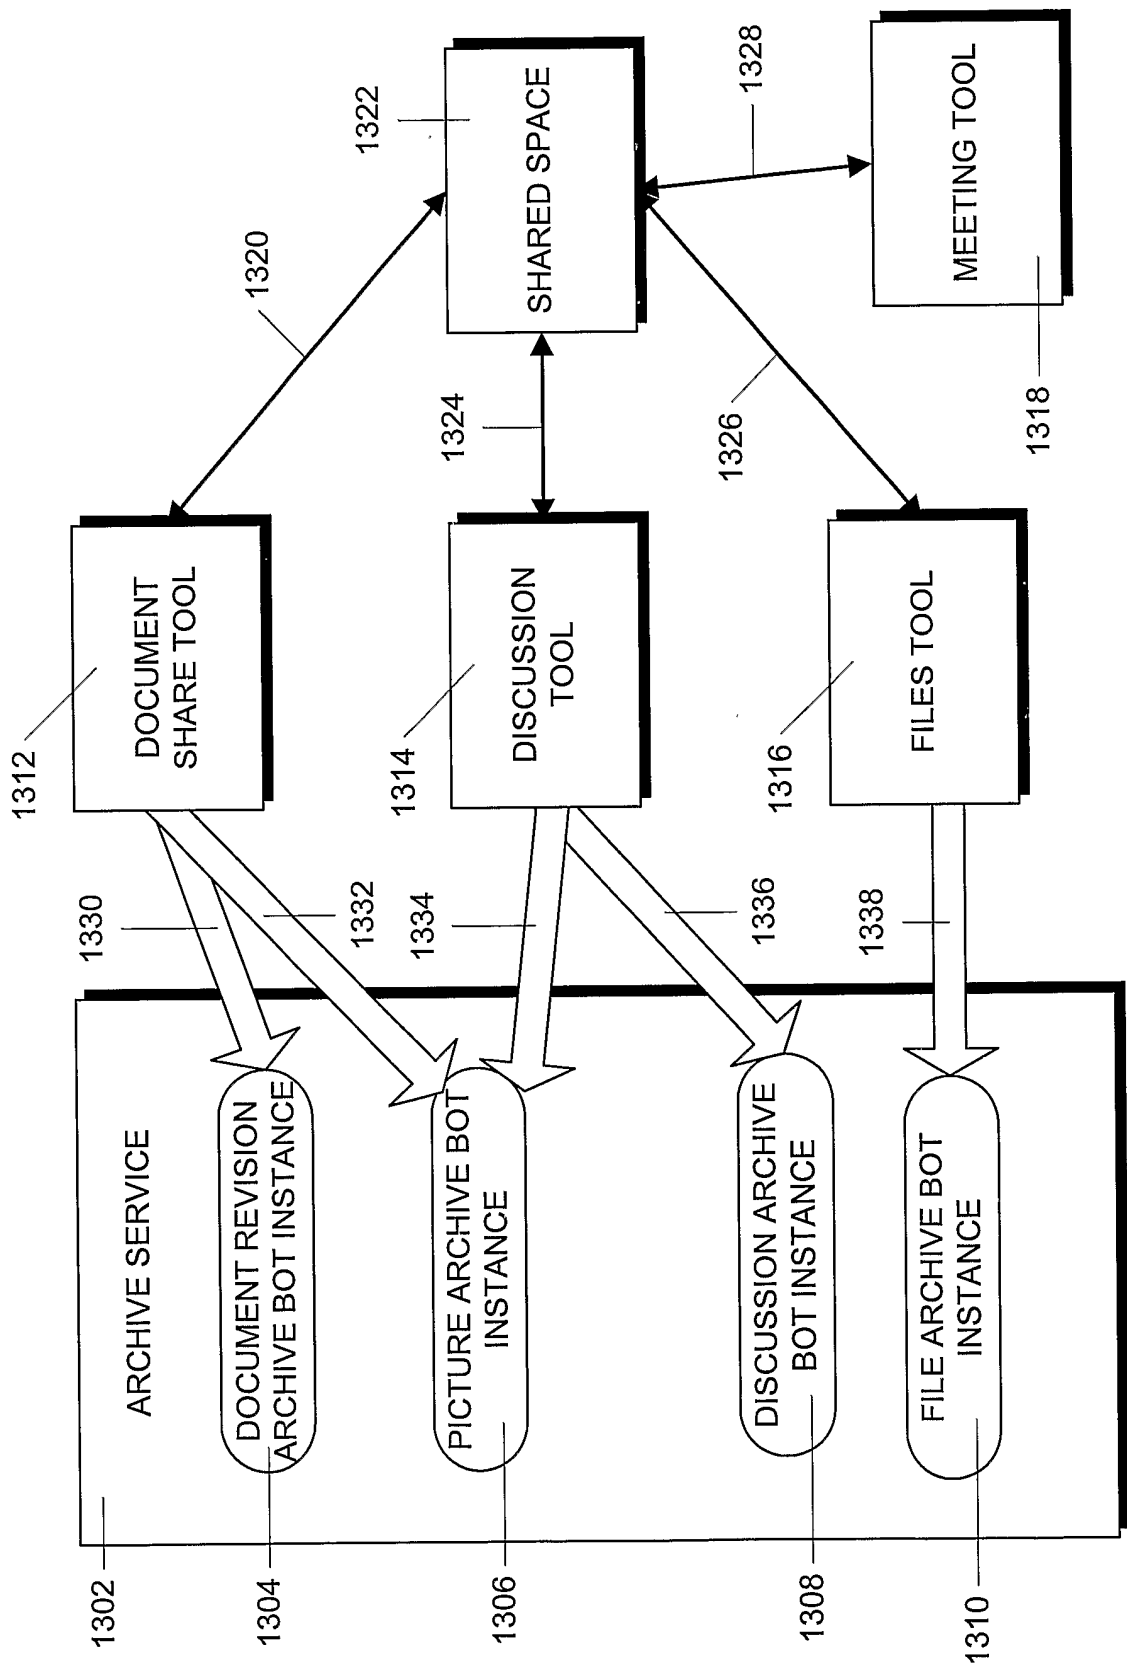 1302
ARCHIVE SERVICE
1304
DOCUMENT REVISION
ARCHIVE BOT INSTANCE
1306
PICTURE ARCHIVE BOT
INSTANCE
1308
DISCUSSION ARCHIVE
BOT INSTANCE
1310
FILE ARCHIVE BOT
INSTANCE
1330
1332
1334
1336
1338
1312
DOCUMENT
SHARE TOOL
1314
DISCUSSION
TOOL
1316
FILES TOOL
1320
1324
1326
1322
SHARED SPACE
1328
1318
MEETING TOOL